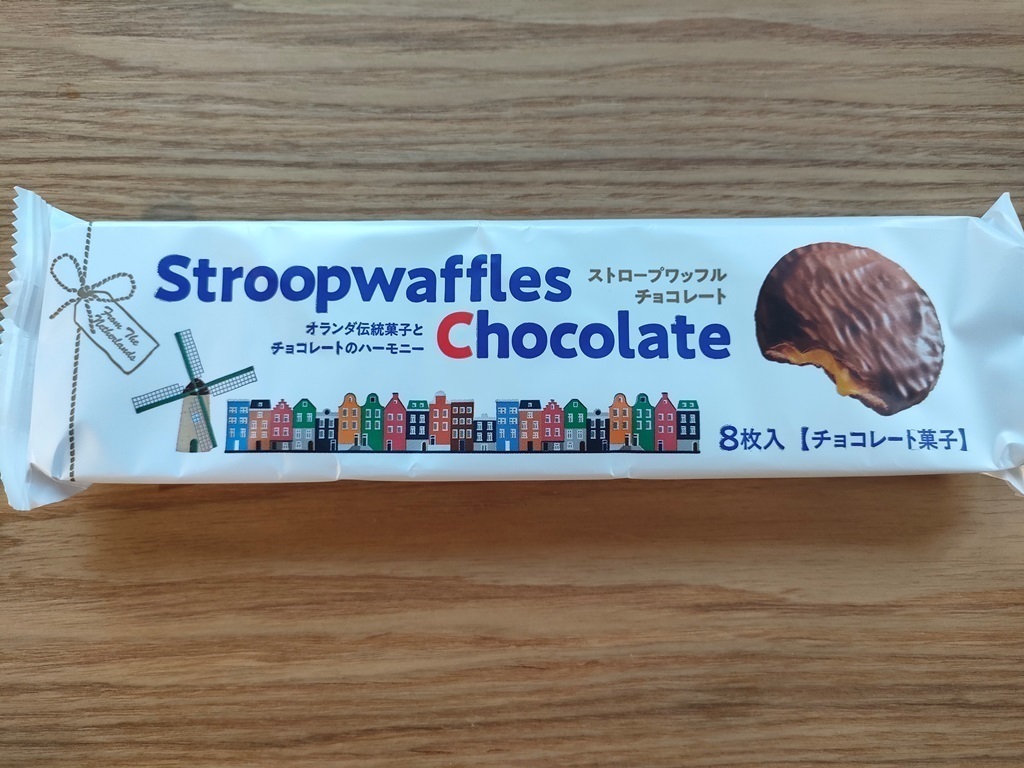 Stroopwaffles
ストロープワッフル
チョコレート
From The
Netherlands
オランダ伝統菓子と
チョコレートのハーモニー
Chocolate
8枚入【チョコレート菓子】